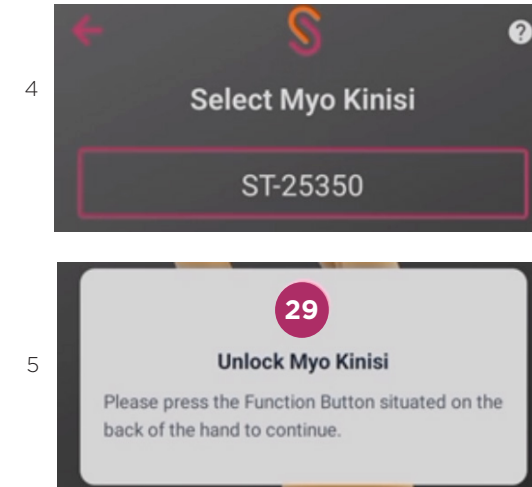 4
Select Myo Kinisi
ST-25350
5
29
Unlock Myo Kinisi
Please press the Function Button situated on the
back of the hand to continue.